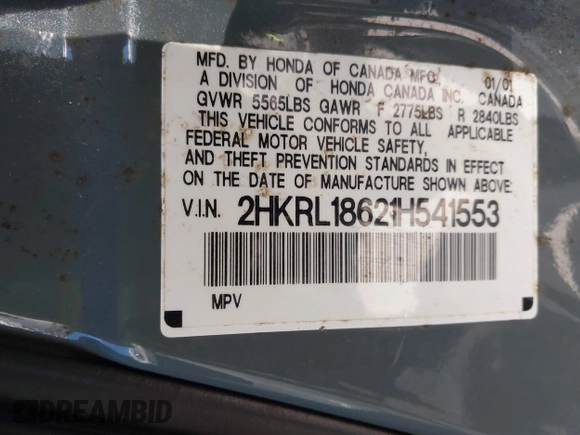 MFD. BY HONDA OF CANADA MFG. 01/01
A DIVISION OF HONDA CANADA INC. CANADA
GVWR 5565LBS GAWR F 2775LBS R 2840LBS
THIS VEHICLE CONFORMS TO ALL APPLICABLE
FEDERAL MOTOR VEHICLE SAFETY,
AND THEFT PREVENTION STANDARDS IN EFFECT
ON THE DATE OF MANUFACTURE SHOWN ABOVE.
V.I.N. 2HKRL18621H541553
MPV
DREAMBID